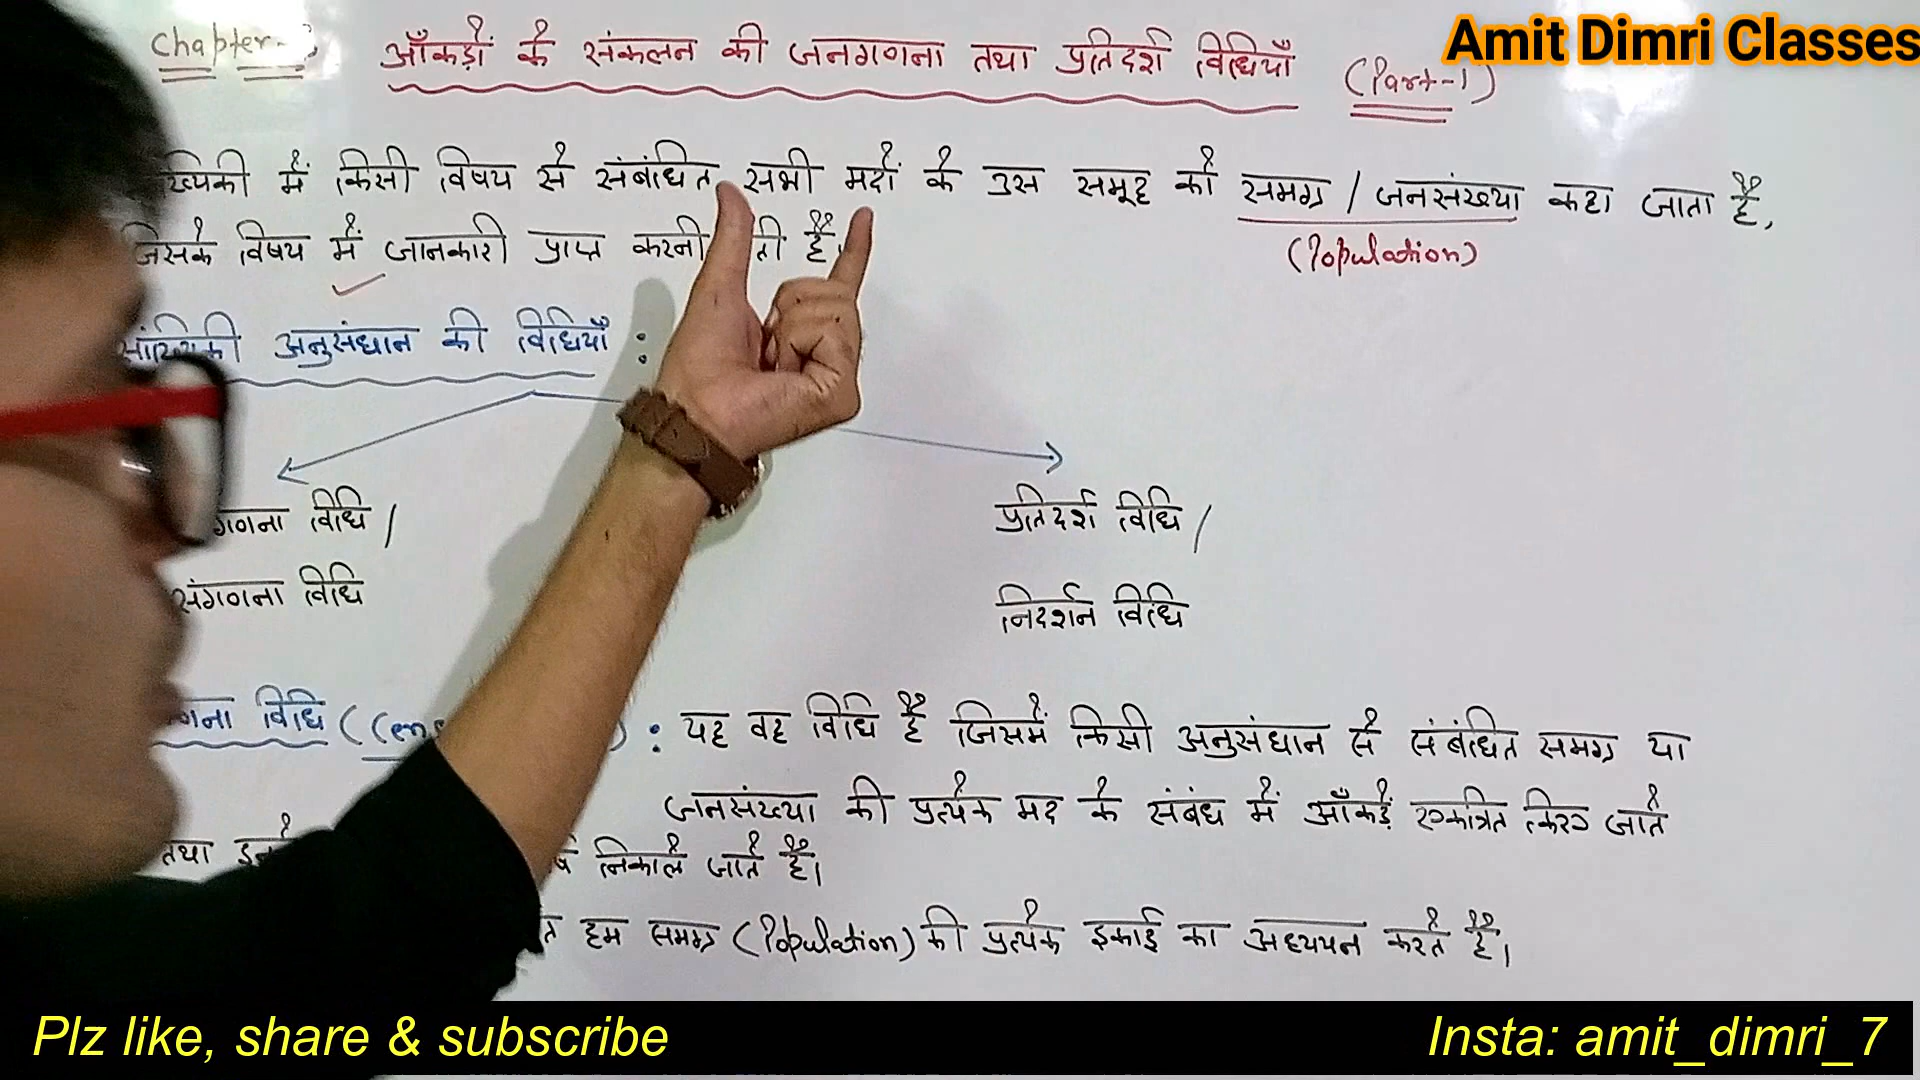 Amit Dimri Classes
Chapter- आँकड़ों के संकलन की जनगणना तथा प्रतिदर्श विधियाँ (Part-1)
में किसी विषय से संबंधित सभी मदों के उस समूह को समग्र / जनसंख्या कहा जाता है,
जिसके विषय में जानकारी प्राप्त करनी है।
(Population)
सांख्यिकी अनुसंधान की विधियाँ :
विधि / प्रतिदर्श विधि /
संगणना विधि निदर्शन विधि
विधि ( ) : यह वह विधि है जिसमें किसी अनुसंधान से संबंधित समग्र या
जनसंख्या की प्रत्येक मद के संबंध में आँकड़ें एकत्रित किए जाते
तथा निकाले जाते है।
हम समग्र (Population) की प्रत्येक इकाई का अध्ययन करते है।
Plz like, share & subscribe
Insta: amit_dimri_7